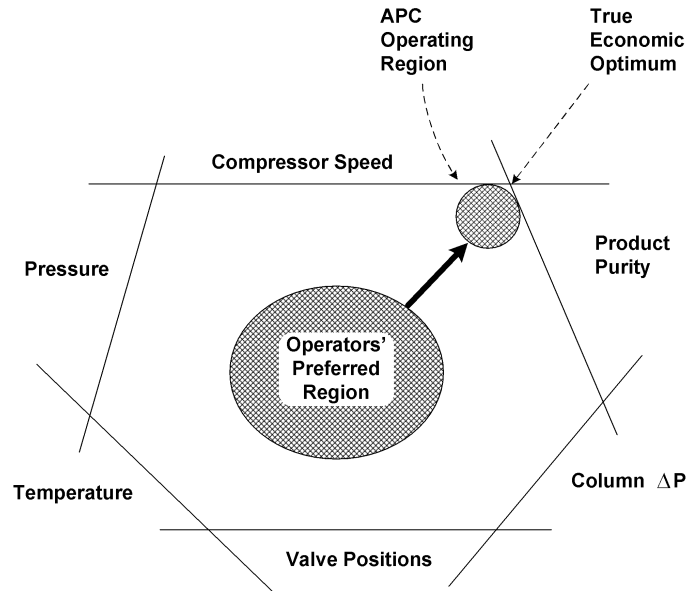 APC
Operating
Region
True
Economic
Optimum
Compressor Speed
Pressure
Product
Purity
Operators’
Preferred
Region
Temperature
Column ΔP
Valve Positions